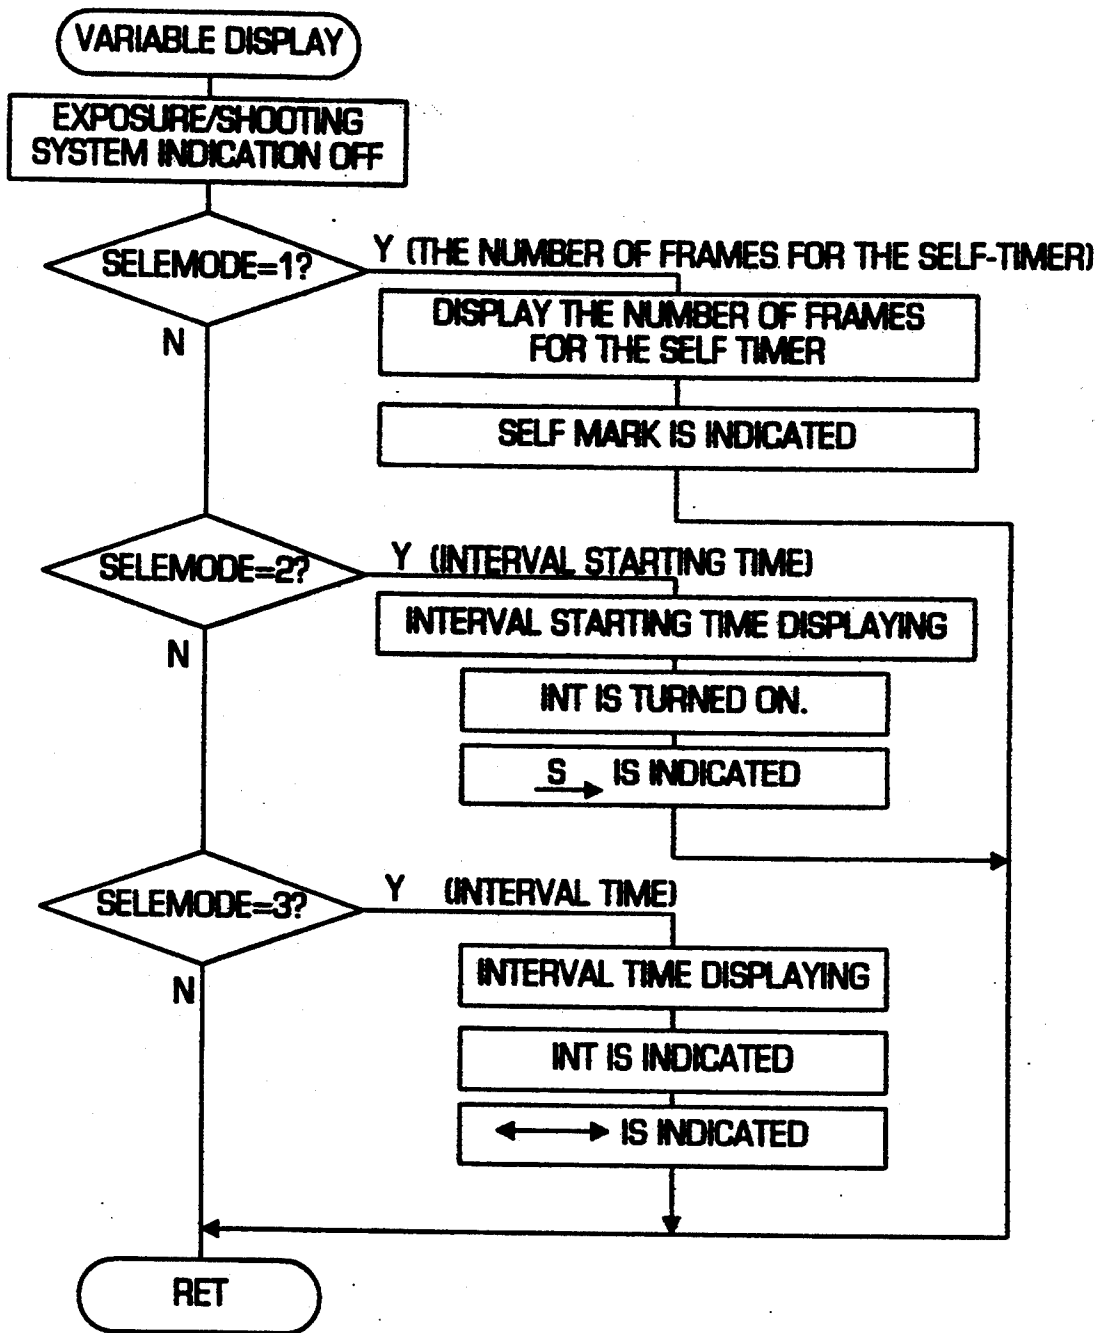 VARIABLE DISPLAY
EXPOSURE/SHOOTING
SYSTEM INDICATION OFF
SELEMODE=1?
Y (THE NUMBER OF FRAMES FOR THE SELF-TIMER)
N
DISPLAY THE NUMBER OF FRAMES
FOR THE SELF TIMER
SELF MARK IS INDICATED
SELEMODE=2?
Y (INTERVAL STARTING TIME)
N
INTERVAL STARTING TIME DISPLAYING
INT IS TURNED ON.
S IS INDICATED
SELEMODE=3?
Y (INTERVAL TIME)
N
INTERVAL TIME DISPLAYING
INT IS INDICATED
IS INDICATED
RET